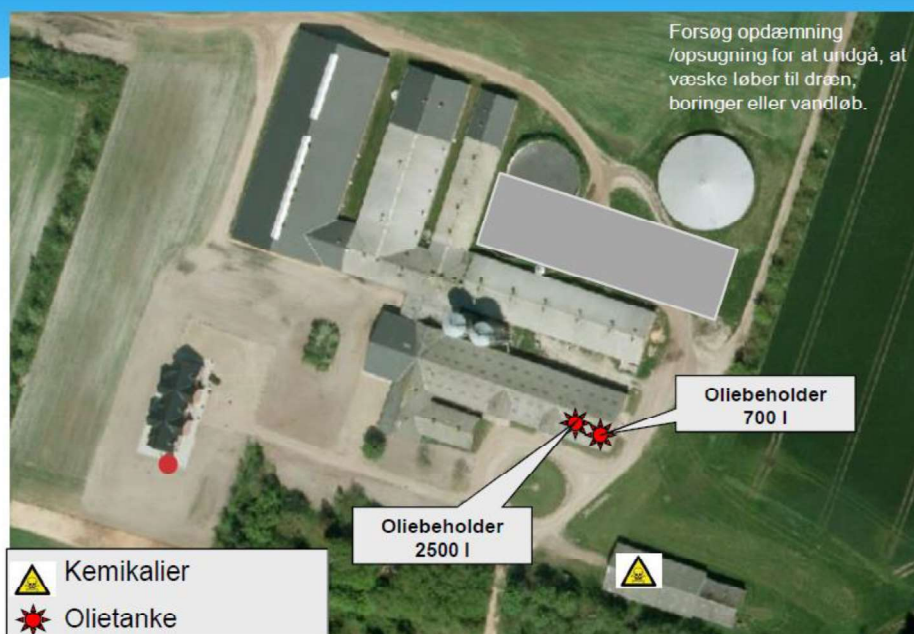 Forsøg opdæmning
/opsugning for at undgå, at
væske løber til dræn,
boringer eller vandløb.
Oliebeholder
700 l
Oliebeholder
2500 l
Kemikalier
Olietanke